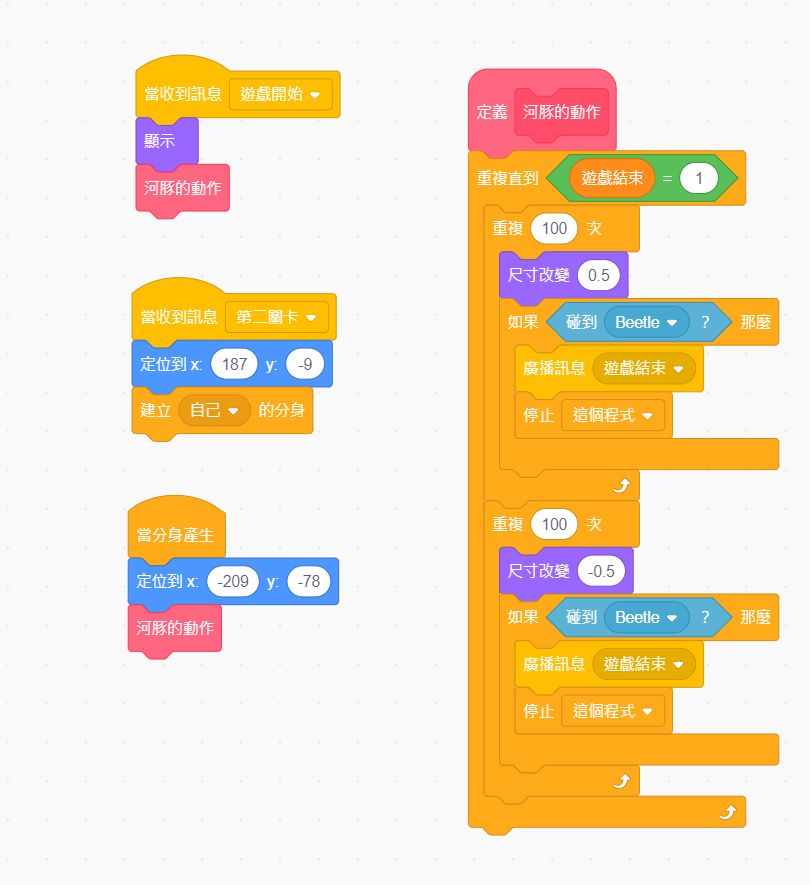 當收到訊息 遊戲開始
顯示
河豚的動作
當收到訊息 第二關卡
定位到 x: 187 y: -9
建立 自己 的分身
當分身產生
定位到 x: -209 y: -78
河豚的動作
定義 河豚的動作
重複直到 遊戲結束 = 1
重複 100 次
尺寸改變 0.5
如果 碰到 Beetle ? 那麼
廣播訊息 遊戲結束
停止 這個程式
重複 100 次
尺寸改變 -0.5
如果 碰到 Beetle ? 那麼
廣播訊息 遊戲結束
停止 這個程式